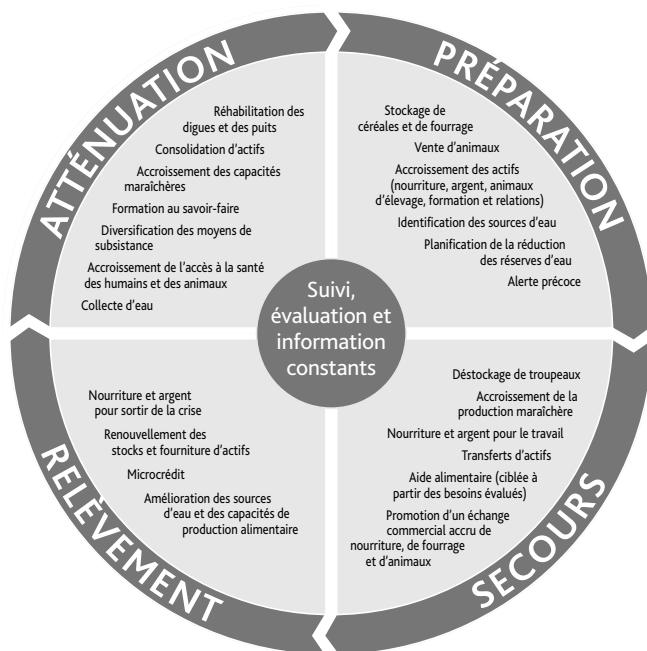 ATTÉNUATION
Réhabilitation des
digues et des puits
Consolidation d'actifs
Accroissement des capacités
maraîchères
Formation au savoir-faire
Diversification des moyens de
subsistance
Accroissement de l'accès à la santé
des humains et des animaux
Collecte d'eau
PRÉPARATION
Stockage de
céréales et de fourrage
Vente d'animaux
Accroissement des actifs
(nourriture, argent, animaux
d'élevage, formation et relations)
Identification des sources d'eau
Planification de la réduction
des réserves d'eau
Alerte précoce
Suivi,
évaluation et
information
constants
RELÈVEMENT
Nourriture et argent
pour sortir de la crise
Renouvellement des
stocks et fourniture d'actifs
Microcrédit
Amélioration des sources
d'eau et des capacités de
production alimentaire
SECOURS
Déstockage de troupeaux
Accroissement de la
production maraîchère
Nourriture et argent pour le travail
Transferts d'actifs
Aide alimentaire (ciblée à
partir des besoins évalués)
Promotion d'un échange
commercial accru de
nourriture, de fourrage
et d'animaux